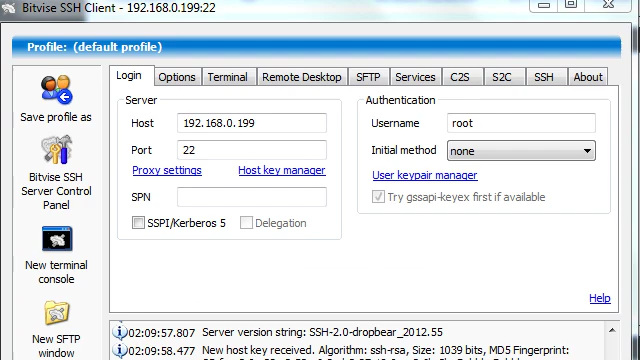 Bitvise SSH Client - 192.168.0.199:22
Profile: (default profile)
Login Options Terminal Remote Desktop SFTP Services C2S S2C SSH About
Save profile as
Bitvise SSH
Server Control
Panel
New terminal
console
New SFTP
window
Server
Host 192.168.0.199
Port 22
Proxy settings Host key manager
SPN
SSPI/Kerberos 5 Delegation
Authentication
Username root
Initial method none
User keypair manager
Try gssapi-keyex first if available
Help
02:09:57.807 Server version string: SSH-2.0-dropbear_2012.55
02:09:58.477 New host key received. Algorithm: ssh-rsa, Size: 1039 bits, MD5 Fingerprint: